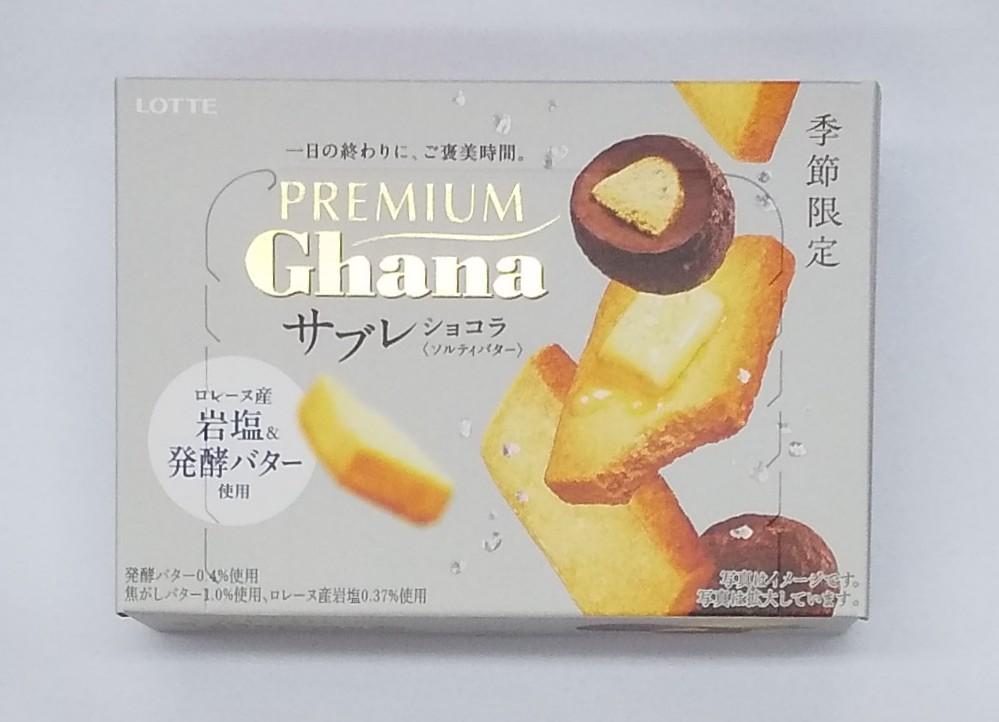 LOTTE
一日の終わりに、ご褒美時間。
PREMIUM
Ghana
サブレショコラ
〈ソルティバター〉
季節限定
ロレーヌ産
岩塩&
発酵バター
使用
発酵バター0.4%使用
焦がしバター1.0%使用、ロレーヌ産岩塩0.37%使用
写真はイメージです。
写真は拡大しています。